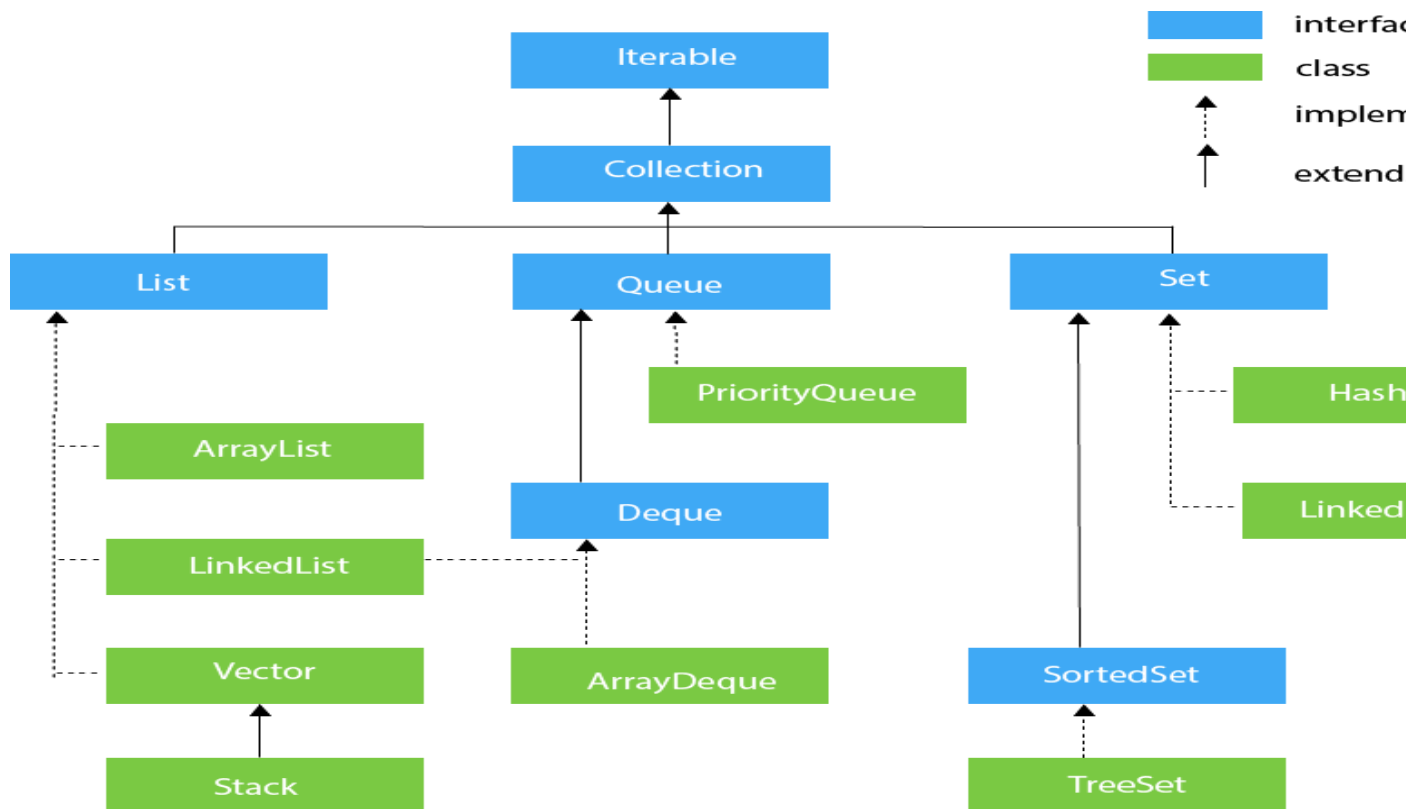 Iterable
interfac
class
implem
Collection
extend
List
Queue
Set
PriorityQueue
Hash
ArrayList
Deque
Linked
LinkedList
Vector
ArrayDeque
SortedSet
Stack
TreeSet